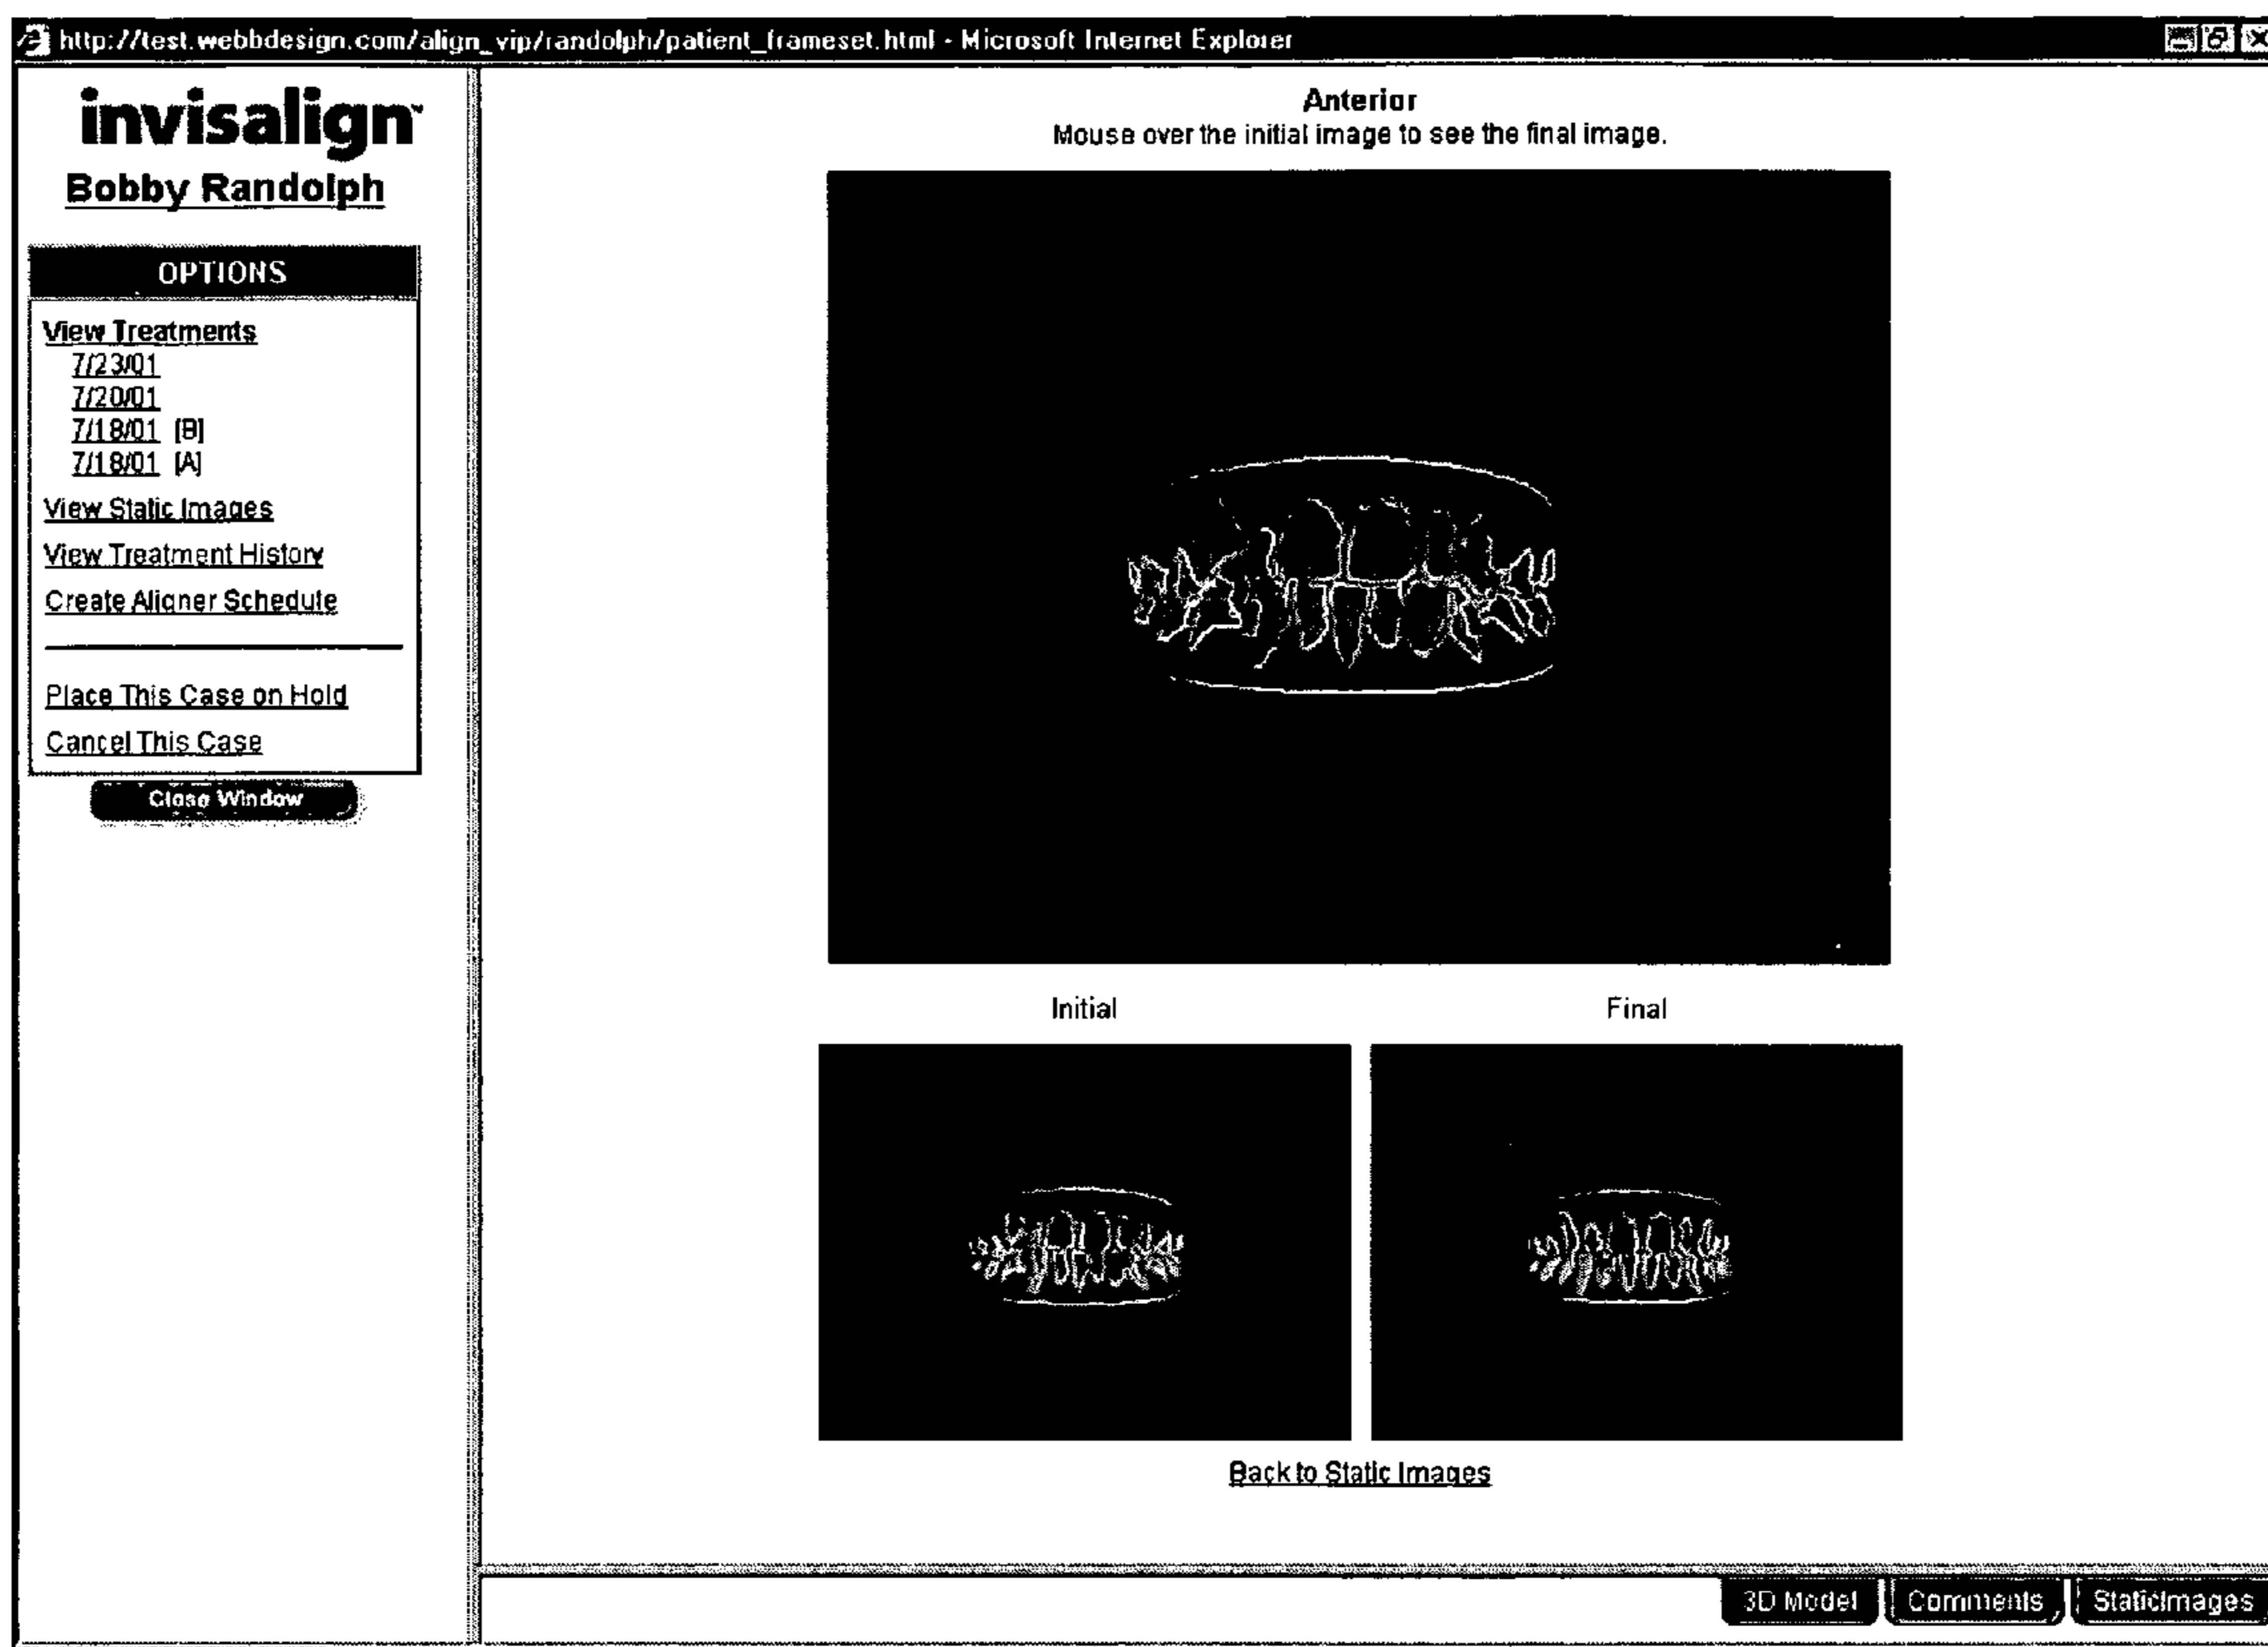 http://test.webbdesign.com/align_vip/randolph/patient_frameset.html - Microsoft Internet Explorer
invisalign™
Bobby Randolph
OPTIONS
View Treatments
7/23/01
7/20/01
7/18/01 [B]
7/18/01 [A]
View Static Images
View Treatment History
Create Aligner Schedule
Place This Case on Hold
Cancel This Case
Close Window
Anterior
Mouse over the initial image to see the final image.
Initial Final
Back to Static Images
3D Model Comments StaticImages